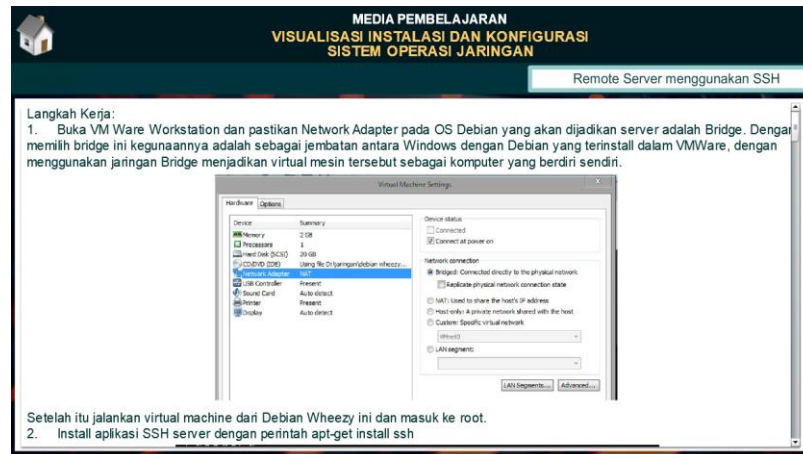 MEDIA PEMBELAJARAN
VISUALISASI INSTALASI DAN KONFIGURASI
SISTEM OPERASI JARINGAN
Remote Server menggunakan SSH
Langkah Kerja:
1. Buka VM Ware Workstation dan pastikan Network Adapter pada OS Debian yang akan dijadikan server adalah Bridge. Dengan
memilih bridge ini kegunaannya adalah sebagai jembatan antara Windows dengan Debian yang terinstall dalam VMWare, dengan
menggunakan jaringan Bridge menjadikan virtual mesin tersebut sebagai komputer yang berdiri sendiri.
Virtual Machine Settings
Hardware Options
Device Summary
Memory 2 GB
Processors 1
Hard Disk (SCSI) 20 GB
CD/DVD (IDE) Using file D:\jaringan\debian wheezy...
Network Adapter NAT
USB Controller Present
Sound Card Auto detect
Printer Present
Display Auto detect
Device status
Connected
Connect at power on
Network connection
Bridged: Connected directly to the physical network
Replicate physical network connection state
NAT: Used to share the host's IP address
Host-only: A private network shared with the host
Custom: Specific virtual network
VMnet0
LAN segment:
LAN Segments... Advanced...
Setelah itu jalankan virtual machine dari Debian Wheezy ini dan masuk ke root.
2. Install aplikasi SSH server dengan perintah apt-get install ssh